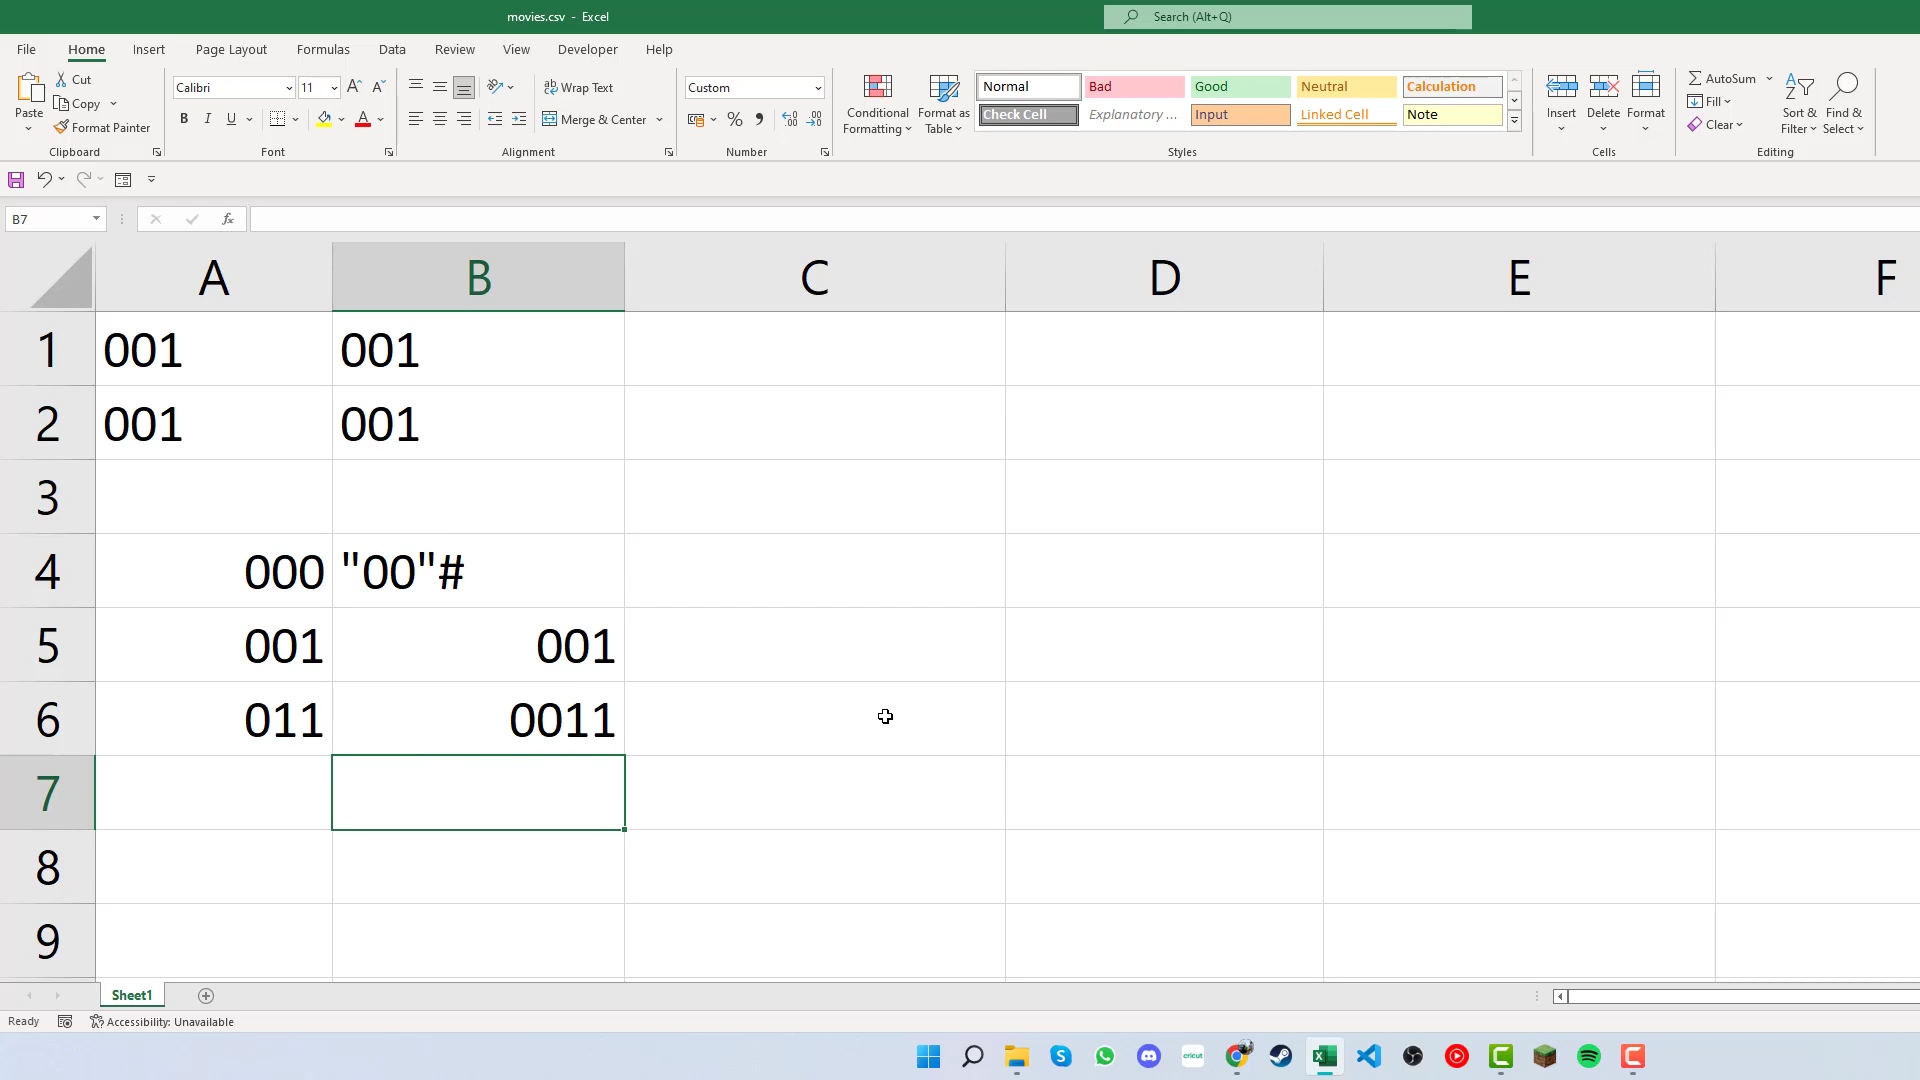 movies.csv - Excel
Search (Alt+Q)
File Home Insert Page Layout Formulas Data Review View Developer Help
Paste
Cut
Copy
Format Painter
Clipboard
Calibri 11
B I U
Font
Wrap Text
Merge & Center
Alignment
Custom
Number
Conditional Formatting
Format as Table
Normal Bad Good Neutral Calculation
Check Cell Explanatory ... Input Linked Cell Note
Styles
Insert Delete Format
Cells
AutoSum
Fill
Clear
Sort & Filter
Find & Select
Editing
B7
fx
A B C D E F
1 001 001
2 001 001
3
4 000 "00"#
5 001 001
6 011 0011
7
8
9
Sheet1
Ready
Accessibility: Unavailable
cricut